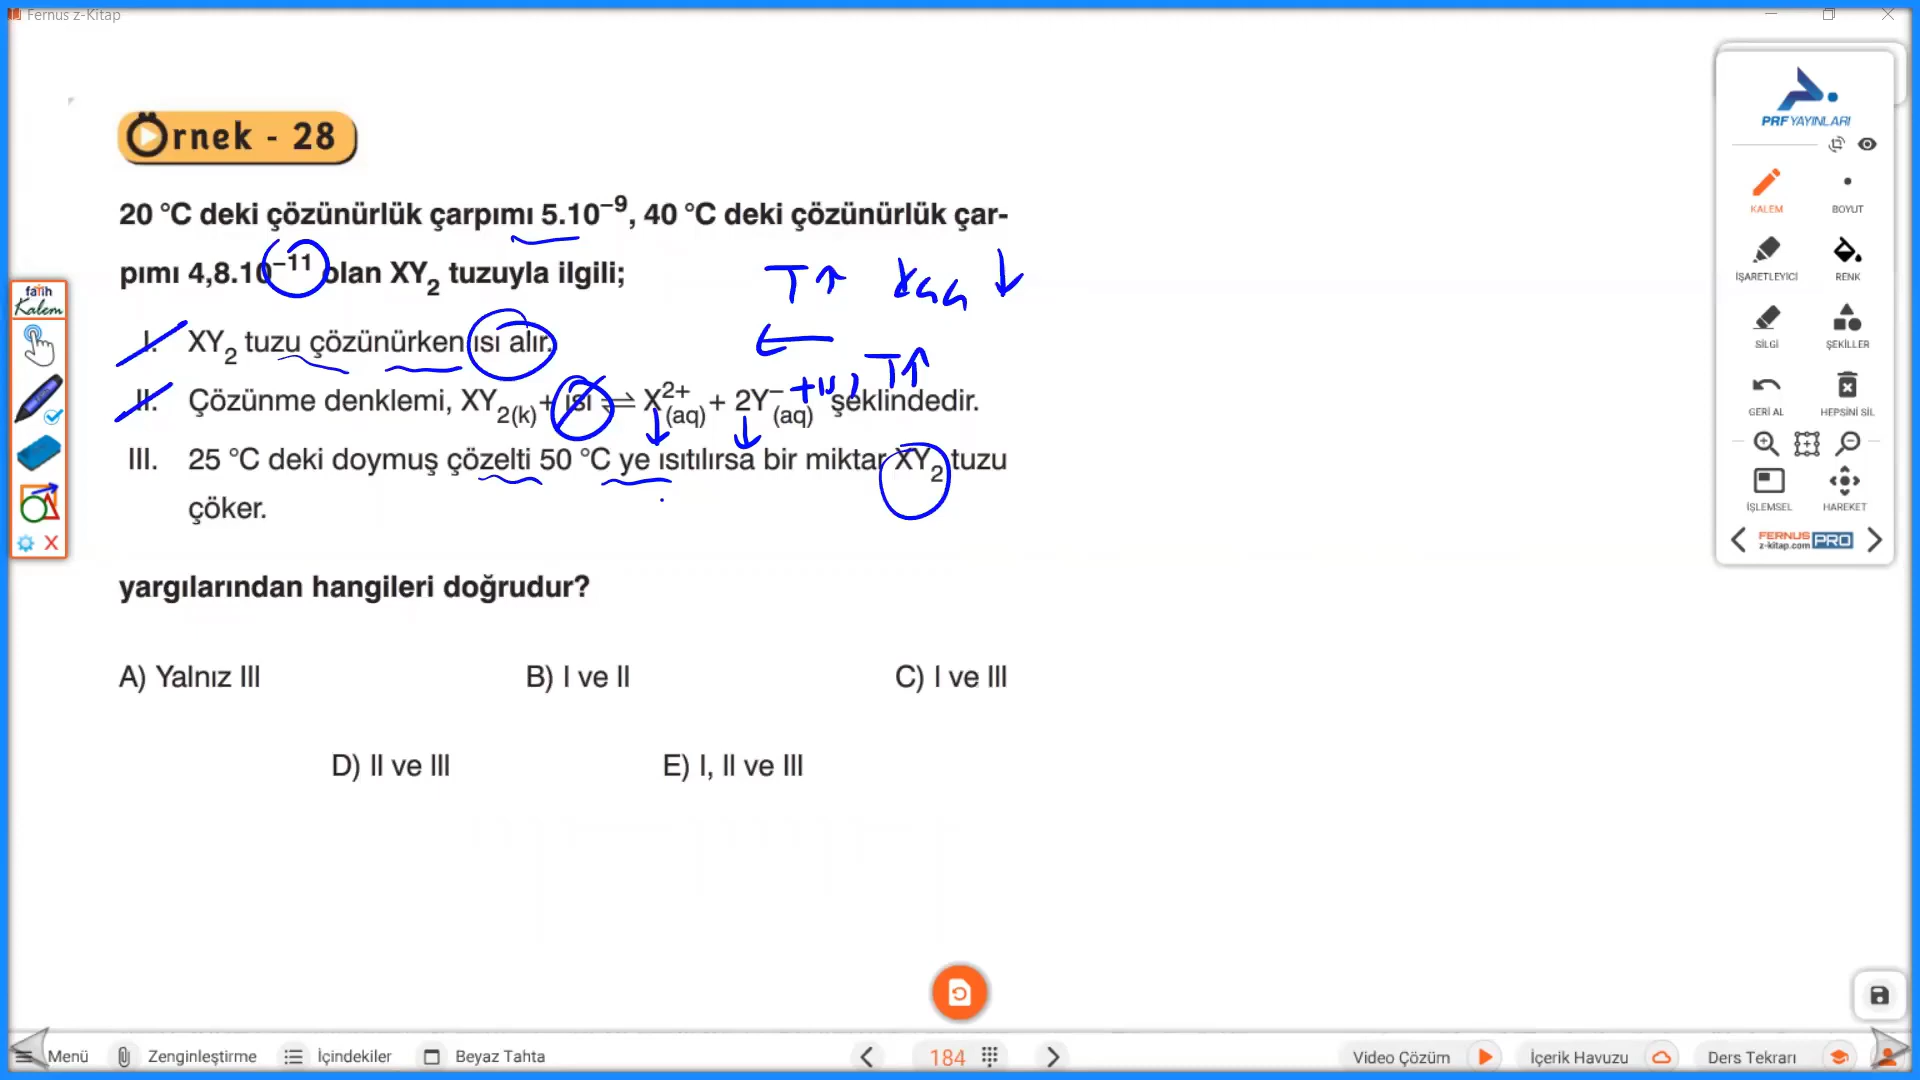 Fernus z-Kitap
Örnek - 28
20 °C deki çözünürlük çarpımı 5.10⁻⁹, 40 °C deki çözünürlük çar-
pımı 4,8.10⁻¹¹ olan XY₂ tuzuyla ilgili;
T↑ Kçç ↓
I. XY₂ tuzu çözünürken ısı alır.
←
T↑
+ısı
II. Çözünme denklemi, XY₂(k) + ısı ⇌ X²⁺(aq) + 2Y⁻(aq) şeklindedir.
III. 25 °C deki doymuş çözelti 50 °C ye ısıtılırsa bir miktar XY₂ tuzu
çöker.
yargılarından hangileri doğrudur?
A) Yalnız III B) I ve II C) I ve III
D) II ve III E) I, II ve III
fatih
Kalem
PRF YAYINLARI
KALEM BOYUT
İŞARETLEYİCİ RENK
SİLGİ ŞEKİLLER
GERİ AL HEPSİNİ SİL
İŞLEMSEL HAREKET
FERNUS
z-kitap.com PRO
Menü Zenginleştirme İçindekiler Beyaz Tahta 184 Video Çözüm İçerik Havuzu Ders Tekrarı